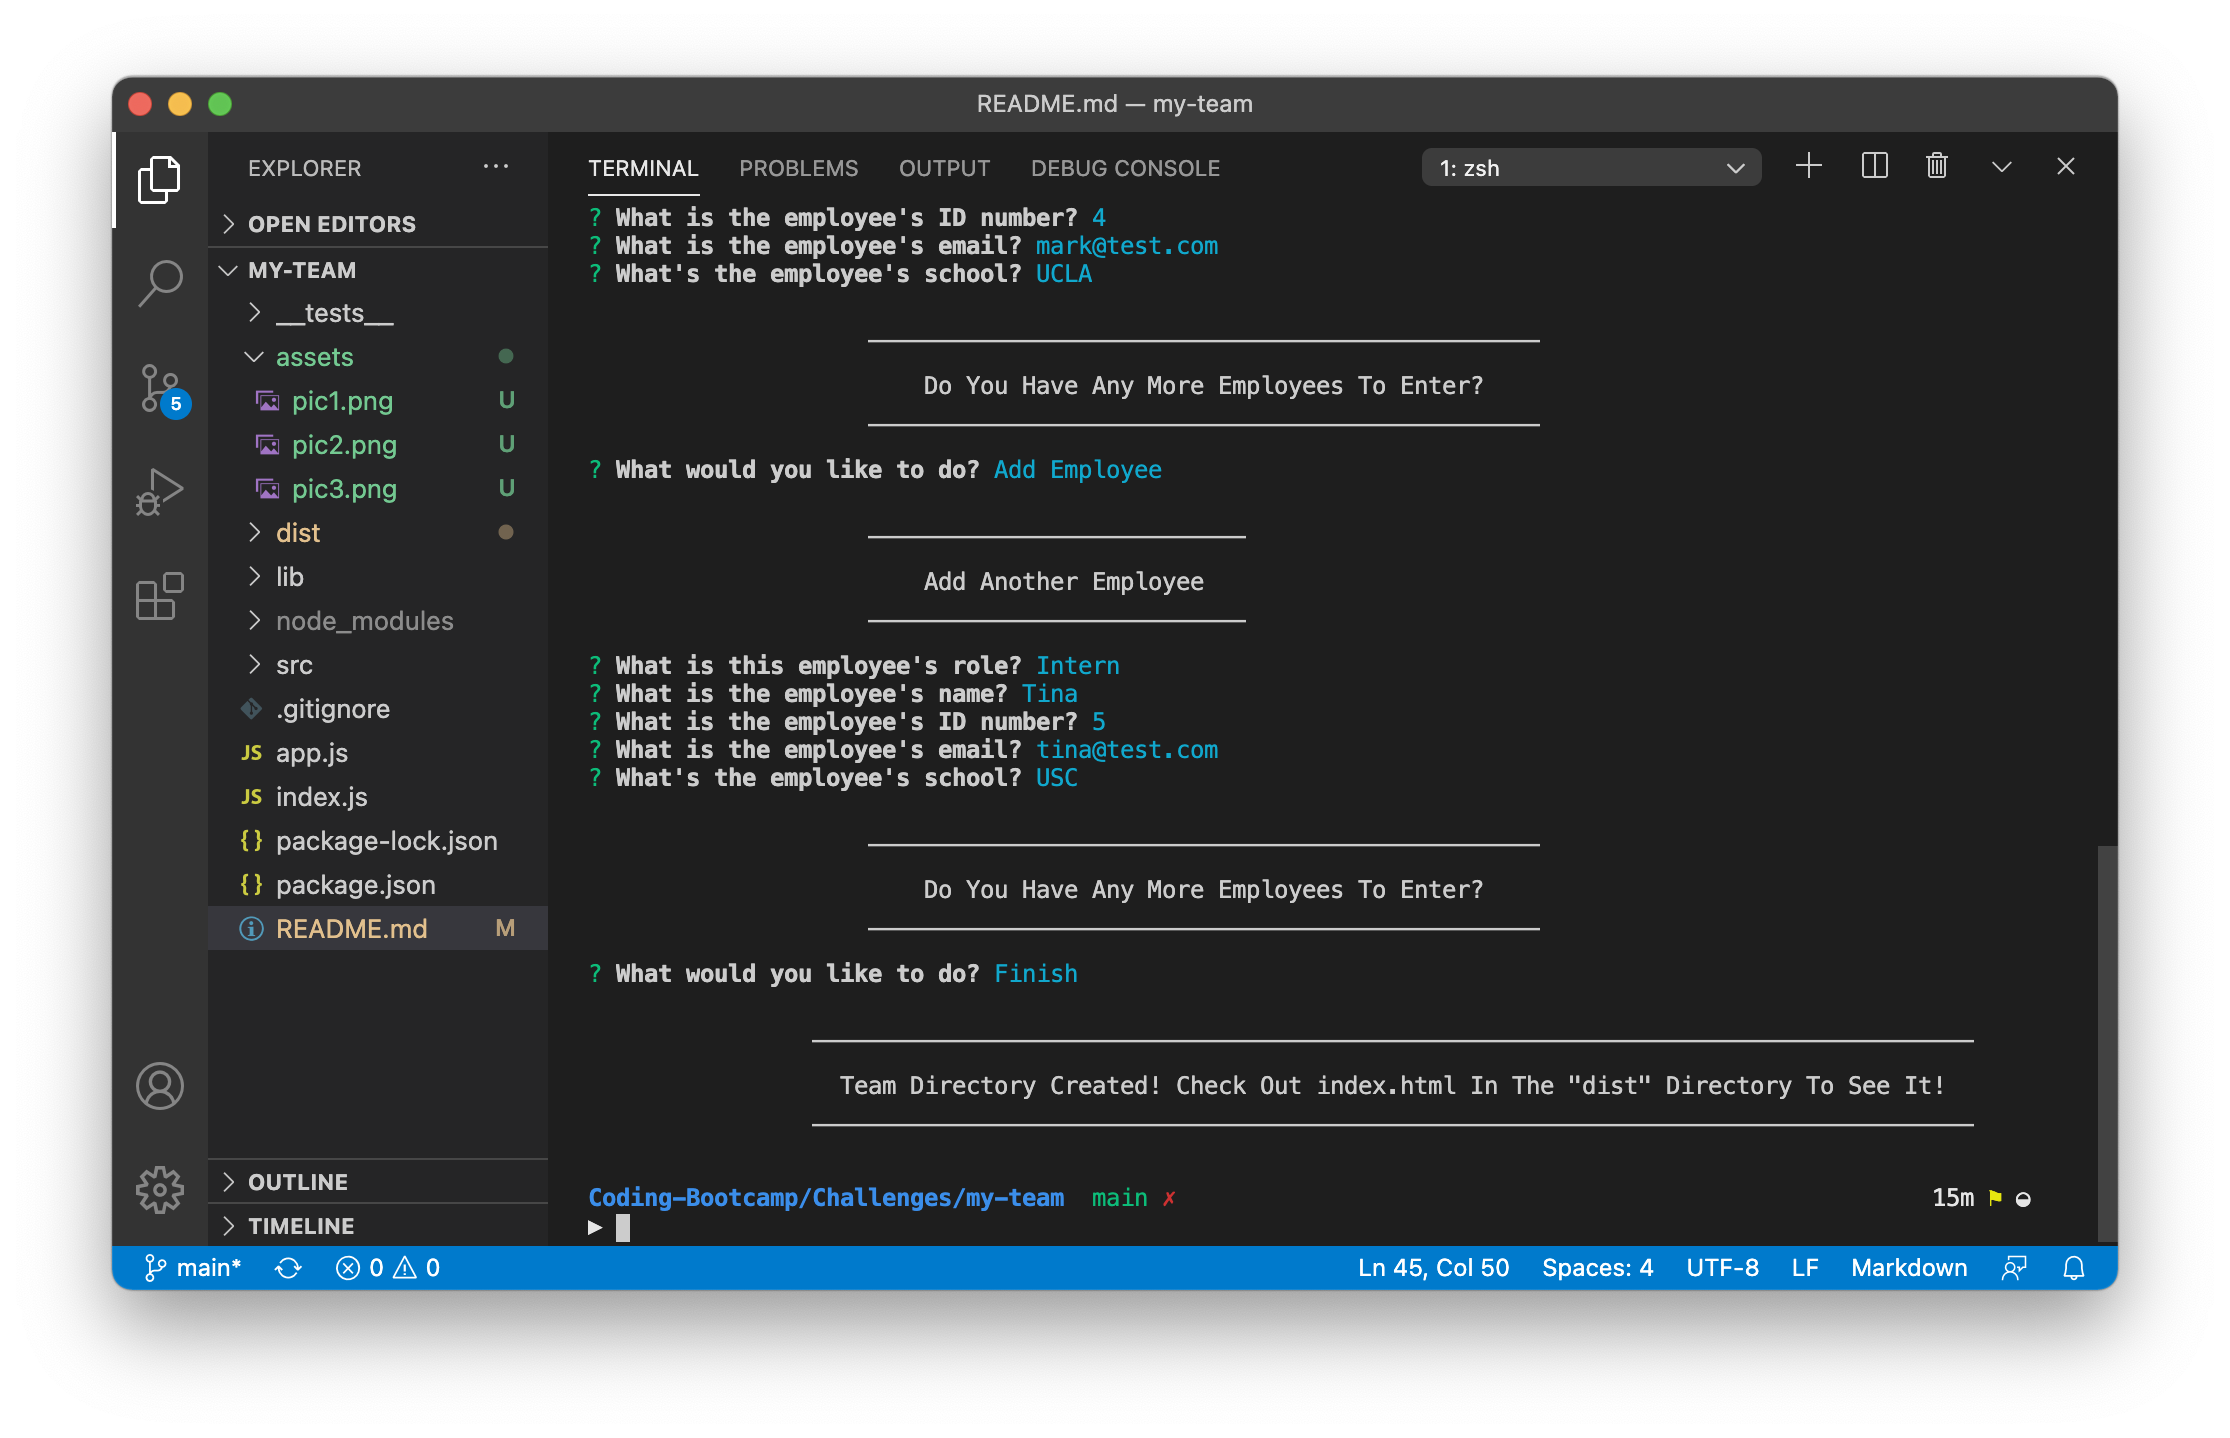 README.md — my-team
EXPLORER
OPEN EDITORS
MY-TEAM
__tests__
assets
pic1.png U
pic2.png U
pic3.png U
dist
lib
node_modules
src
.gitignore
JS app.js
JS index.js
{} package-lock.json
{} package.json
README.md M
OUTLINE
TIMELINE
5
TERMINAL PROBLEMS OUTPUT DEBUG CONSOLE 1: zsh
? What is the employee's ID number? 4
? What is the employee's email? mark@test.com
? What's the employee's school? UCLA
Do You Have Any More Employees To Enter?
? What would you like to do? Add Employee
Add Another Employee
? What is this employee's role? Intern
? What is the employee's name? Tina
? What is the employee's ID number? 5
? What is the employee's email? tina@test.com
? What's the employee's school? USC
Do You Have Any More Employees To Enter?
? What would you like to do? Finish
Team Directory Created! Check Out index.html In The "dist" Directory To See It!
Coding-Bootcamp/Challenges/my-team main ✗ 15m
main* 0 0 Ln 45, Col 50 Spaces: 4 UTF-8 LF Markdown